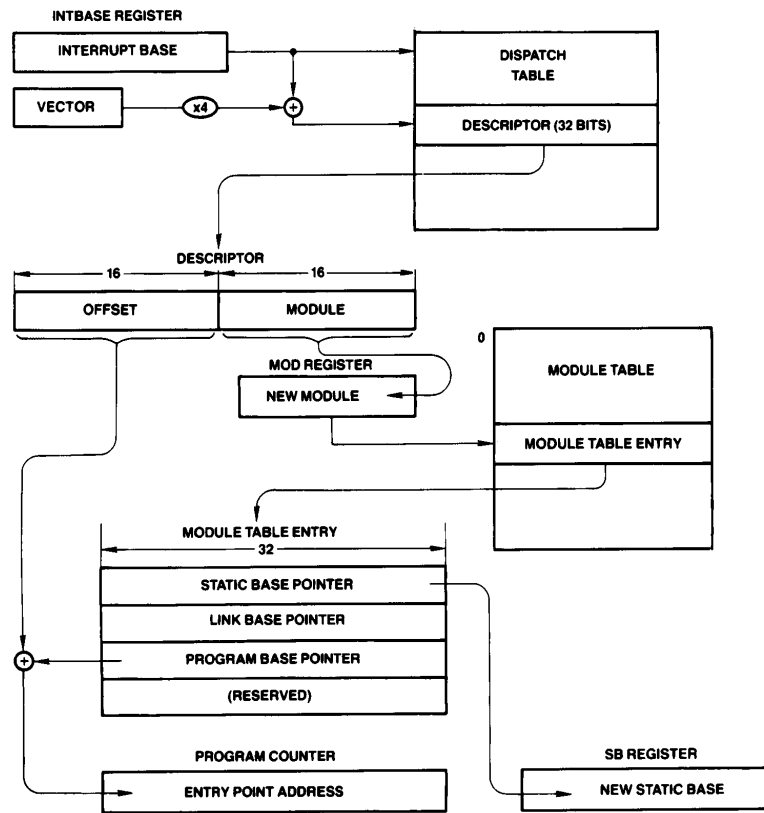 INTBASE REGISTER
INTERRUPT BASE
DISPATCH
TABLE
VECTOR
x4
+
DESCRIPTOR (32 BITS)
DESCRIPTOR
16
16
OFFSET
MODULE
0
MOD REGISTER
MODULE TABLE
NEW MODULE
MODULE TABLE ENTRY
MODULE TABLE ENTRY
32
STATIC BASE POINTER
LINK BASE POINTER
+
PROGRAM BASE POINTER
(RESERVED)
PROGRAM COUNTER
SB REGISTER
ENTRY POINT ADDRESS
NEW STATIC BASE